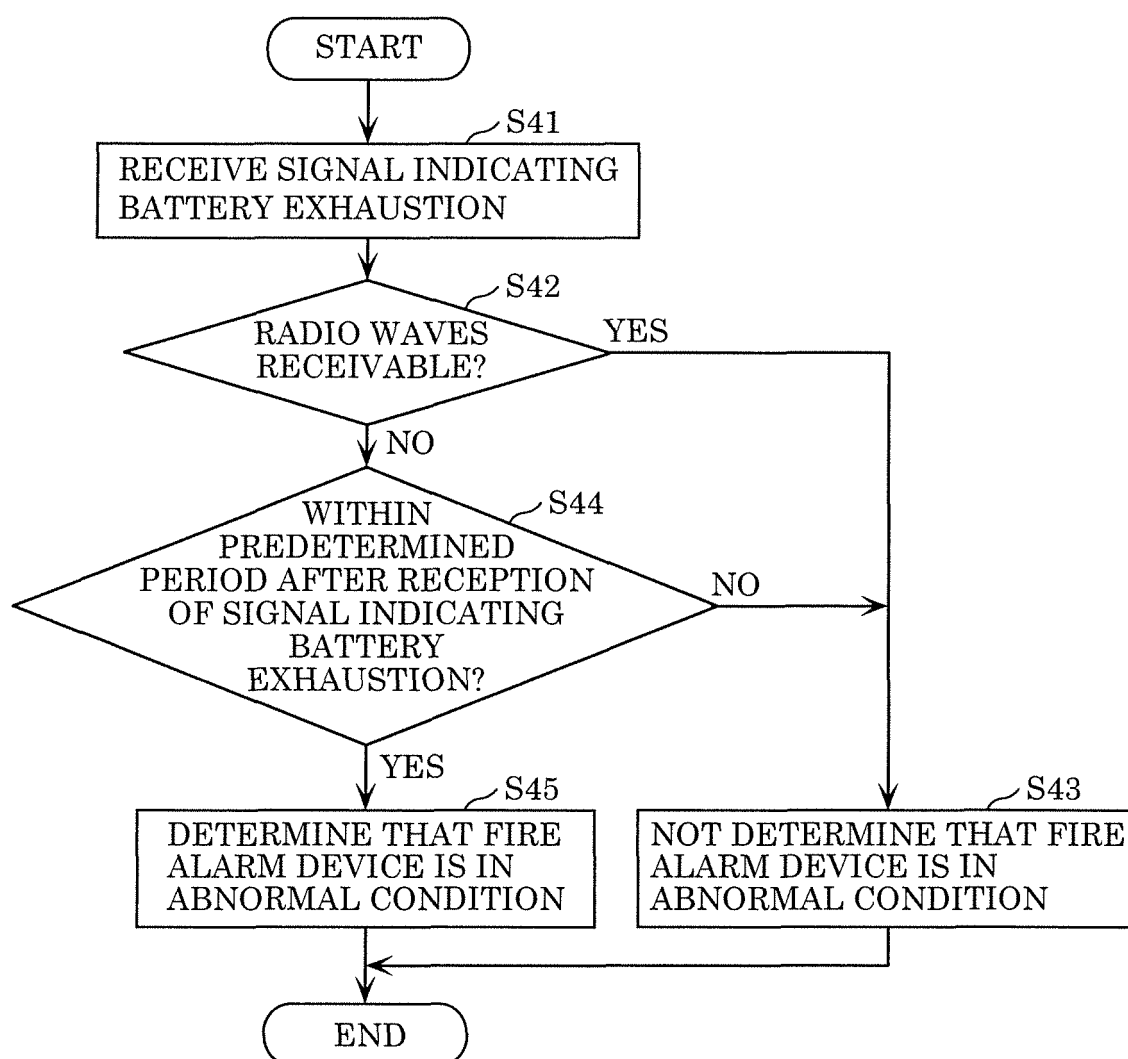 START
S41
RECEIVE SIGNAL INDICATING
BATTERY EXHAUSTION
S42
RADIO WAVES
RECEIVABLE?
YES
NO
S44
WITHIN
PREDETERMINED
PERIOD AFTER RECEPTION
OF SIGNAL INDICATING
BATTERY
EXHAUSTION?
NO
YES
S45
DETERMINE THAT FIRE
ALARM DEVICE IS IN
ABNORMAL CONDITION
S43
NOT DETERMINE THAT FIRE
ALARM DEVICE IS IN
ABNORMAL CONDITION
END